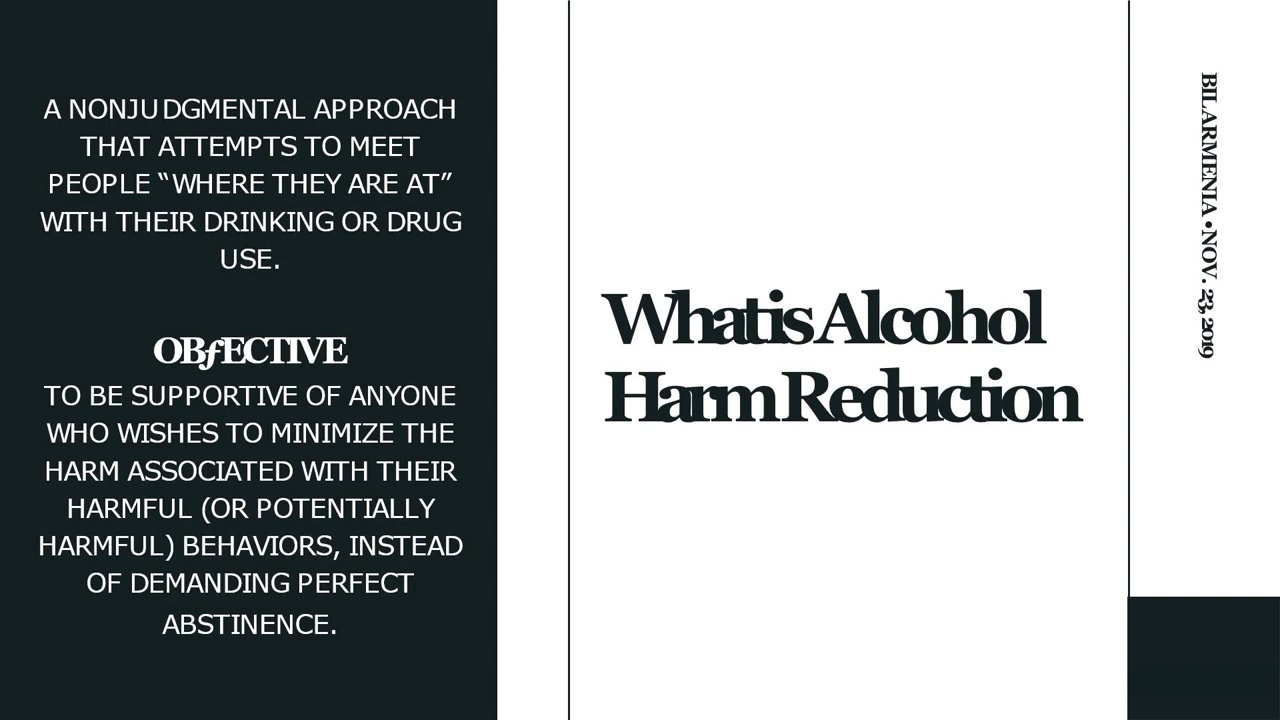 A NONJUDGMENTAL APPROACH
THAT ATTEMPTS TO MEET
PEOPLE “WHERE THEY ARE AT”
WITH THEIR DRINKING OR DRUG
USE.
OBƒECTIVE
TO BE SUPPORTIVE OF ANYONE
WHO WISHES TO MINIMIZE THE
HARM ASSOCIATED WITH THEIR
HARMFUL (OR POTENTIALLY
HARMFUL) BEHAVIORS, INSTEAD
OF DEMANDING PERFECT
ABSTINENCE.
What is Alcohol
Harm Reduction
BILARMENIA • NOV. 23, 2019